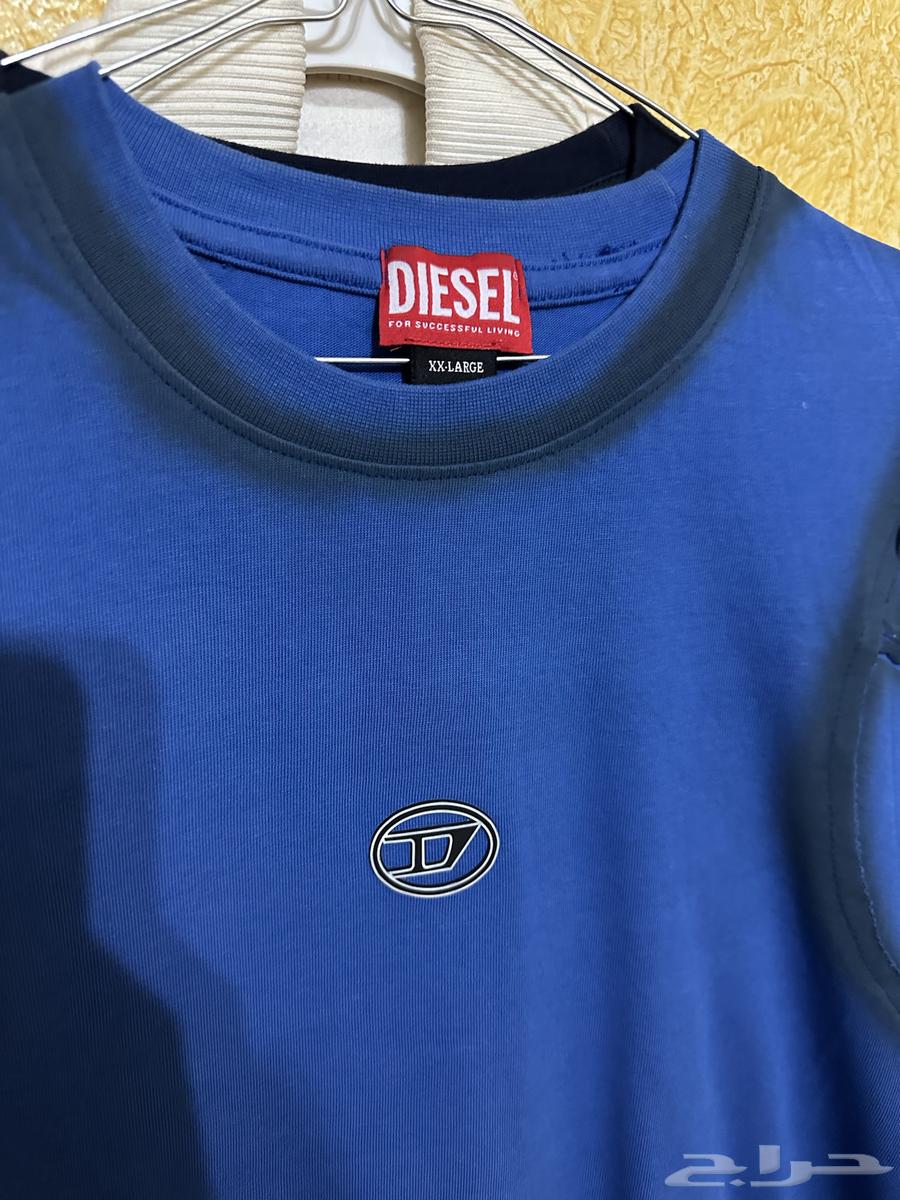 DIESEL
FOR SUCCESSFUL LIVING
XX-LARGE
D
حراج